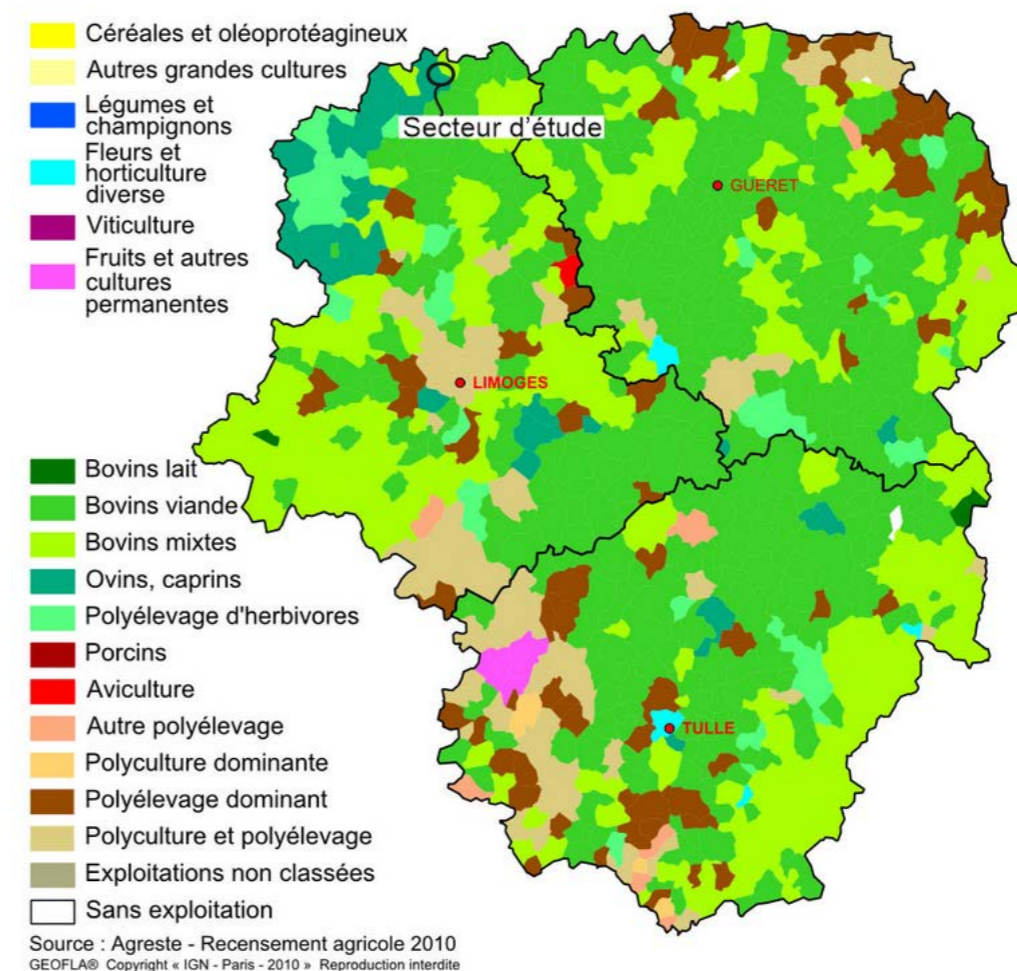 Céréales et oléoprotéagineux
Autres grandes cultures
Légumes et
champignons
Fleurs et
horticulture
diverse
Viticulture
Fruits et autres
cultures
permanentes
Secteur d'étude
GUERET
LIMOGES
TULLE
Bovins lait
Bovins viande
Bovins mixtes
Ovins, caprins
Polyélevage d'herbivores
Porcins
Aviculture
Autre polyélevage
Polyculture dominante
Polyélevage dominant
Polyculture et polyélevage
Exploitations non classées
Sans exploitation
Source : Agreste - Recensement agricole 2010
GEOFLA® Copyright « IGN - Paris - 2010 » Reproduction interdite